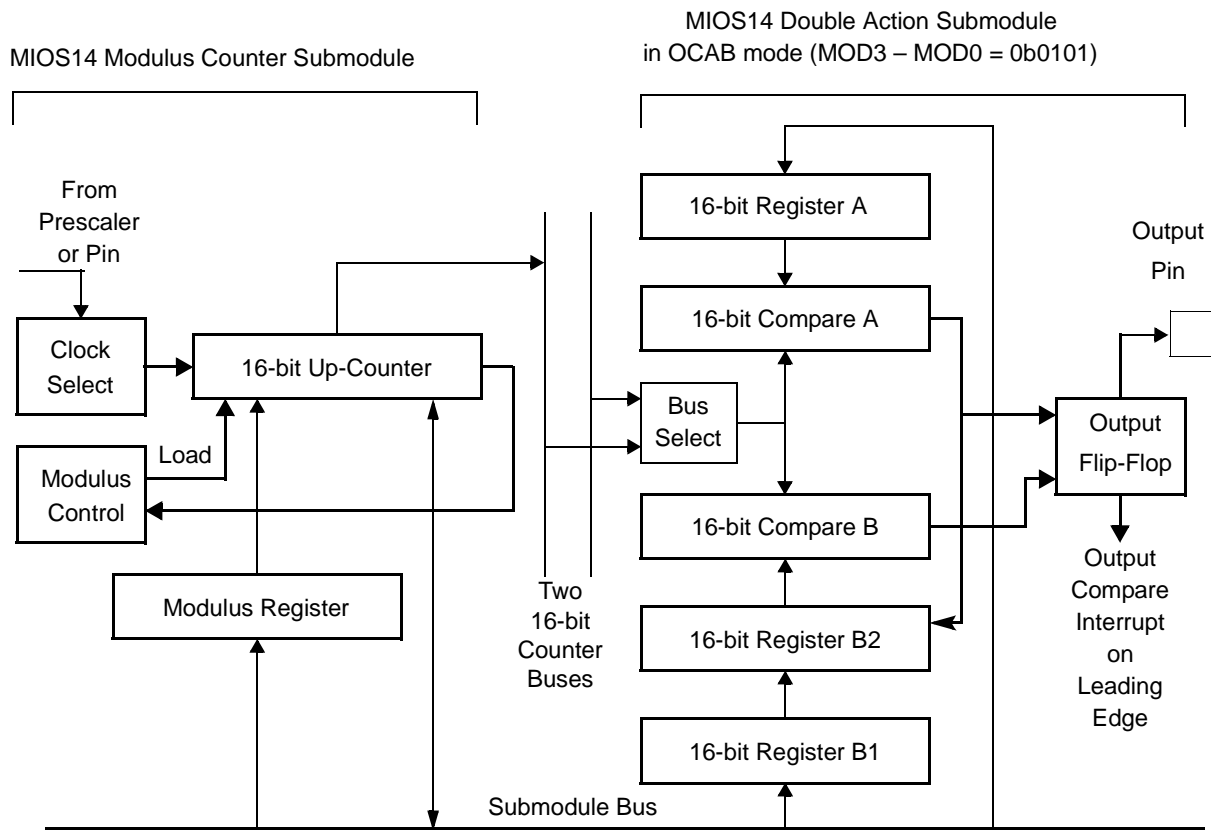 MIOS14 Modulus Counter Submodule
MIOS14 Double Action Submodule
in OCAB mode (MOD3 – MOD0 = 0b0101)
From
Prescaler
or Pin
Clock
Select
16-bit Up-Counter
Load
Modulus
Control
Modulus Register
Two
16-bit
Counter
Buses
16-bit Register A
16-bit Compare A
Bus
Select
16-bit Compare B
16-bit Register B2
16-bit Register B1
Output
Pin
Output
Flip-Flop
Output
Compare
Interrupt
on
Leading
Edge
Submodule Bus